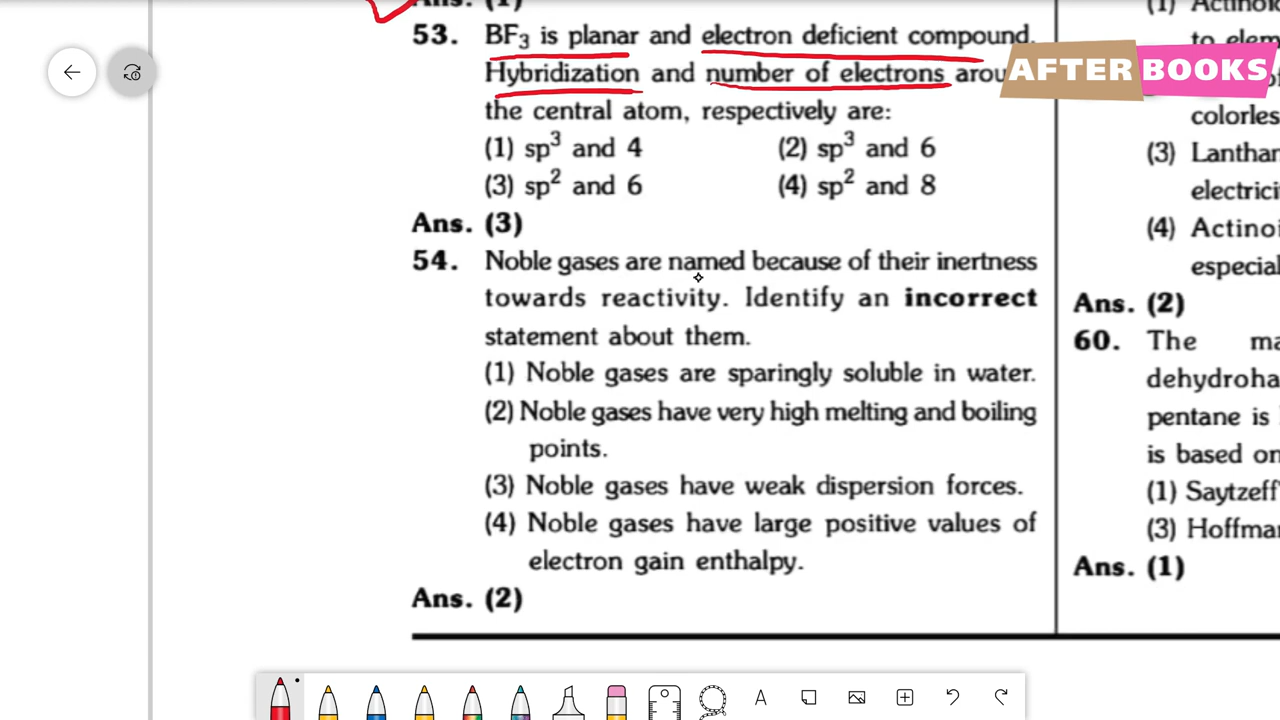 Ans. (1)
53. BF₃ is planar and electron deficient compound.
Hybridization and number of electrons
the central atom, respectively are:
(1) sp³ and 4 (2) sp³ and 6
(3) sp² and 6 (4) sp² and 8
Ans. (3)
54. Noble gases are named because of their inertness
towards reactivity. Identify an incorrect
statement about them.
(1) Noble gases are sparingly soluble in water.
(2) Noble gases have very high melting and boiling
points.
(3) Noble gases have weak dispersion forces.
(4) Noble gases have large positive values of
electron gain enthalpy.
Ans. (2)
AFTER BOOKS
(1)
to
colorles
(3) Lanthan
electrici
(4) Actinoi
especial
Ans. (2)
60. The ma
dehydroha
pentane is
is based on
(1) Saytzeff
(3) Hoffmar
Ans. (1)
A